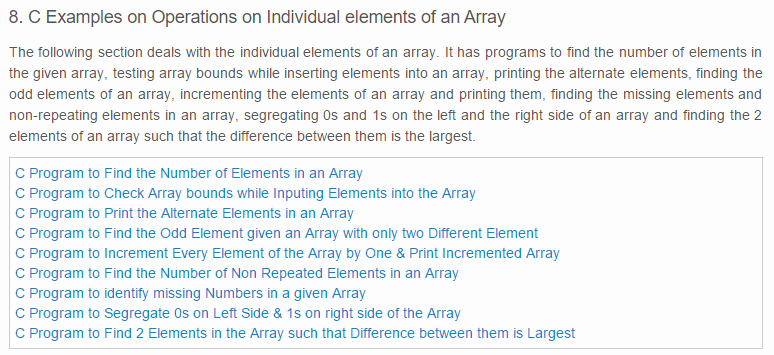 8. C Examples on Operations on Individual elements of an Array
The following section deals with the individual elements of an array. It has programs to find the number of elements in
the given array, testing array bounds while inserting elements into an array, printing the alternate elements, finding the
odd elements of an array, incrementing the elements of an array and printing them, finding the missing elements and
non-repeating elements in an array, segregating 0s and 1s on the left and the right side of an array and finding the 2
elements of an array such that the difference between them is the largest.
C Program to Find the Number of Elements in an Array
C Program to Check Array bounds while Inputing Elements into the Array
C Program to Print the Alternate Elements in an Array
C Program to Find the Odd Element given an Array with only two Different Element
C Program to Increment Every Element of the Array by One & Print Incremented Array
C Program to Find the Number of Non Repeated Elements in an Array
C Program to identify missing Numbers in a given Array
C Program to Segregate 0s on Left Side & 1s on right side of the Array
C Program to Find 2 Elements in the Array such that Difference between them is Largest